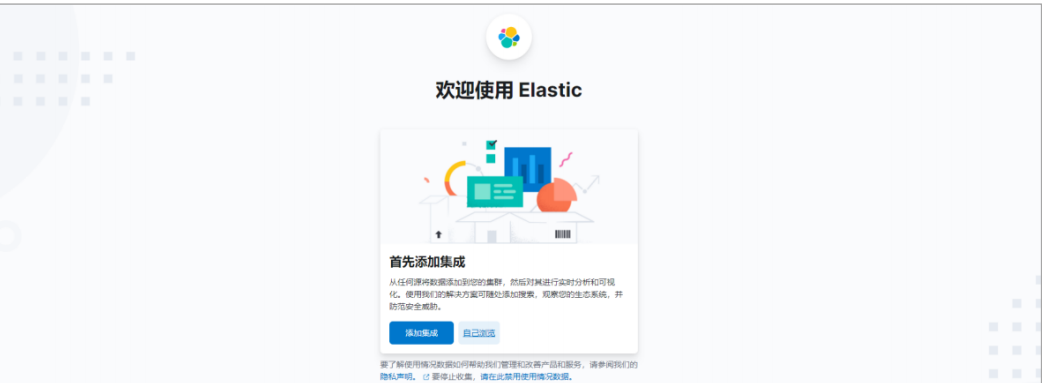 欢迎使用 Elastic
首先添加集成
从任何源将数据添加到您的集群，然后对其进行实时分析和可视
化。使用我们的解决方案可随处添加搜索，观察您的生态系统，并
防范安全威胁。
添加集成 自己浏览
要了解使用情况数据如何帮助我们管理和改善产品和服务，请参阅我们的
隐私声明。 要停止收集，请在此禁用使用情况数据。